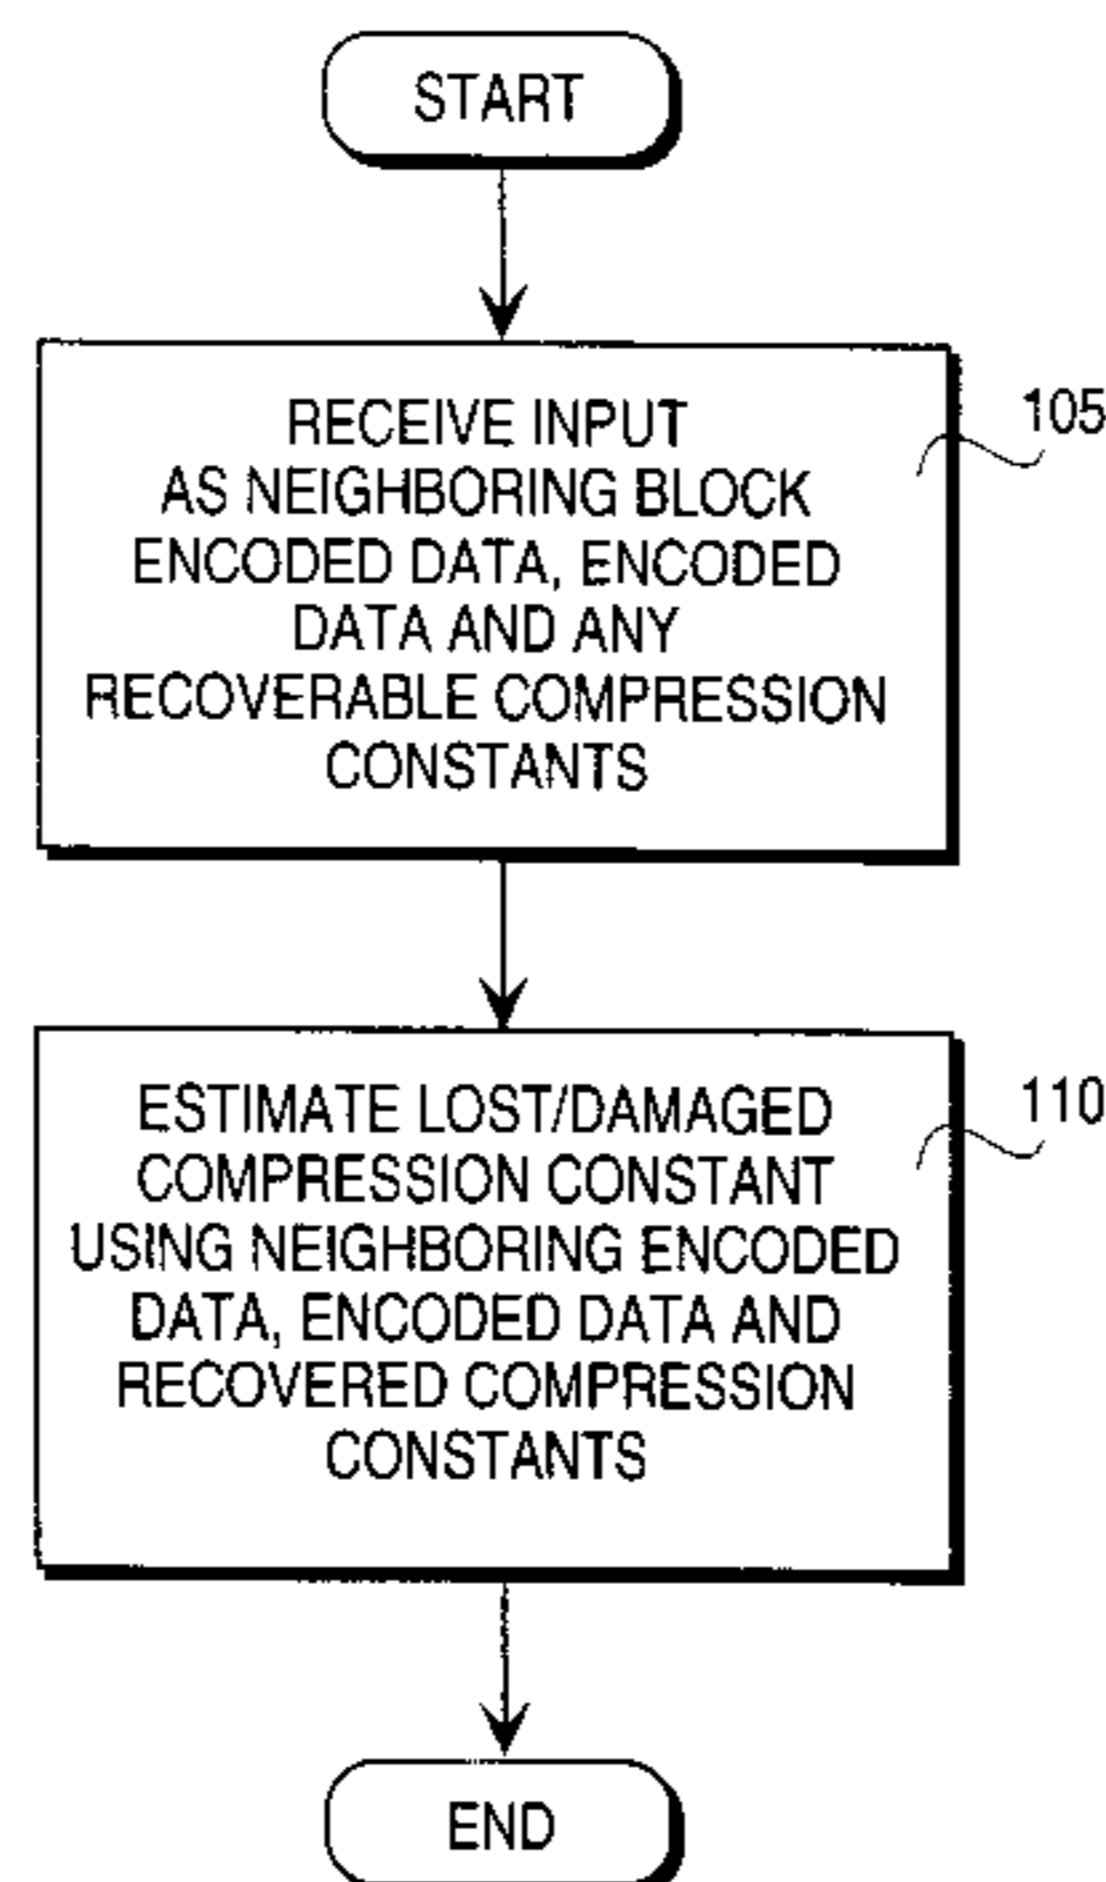 START
RECEIVE INPUT
AS NEIGHBORING BLOCK
ENCODED DATA, ENCODED
DATA AND ANY
RECOVERABLE COMPRESSION
CONSTANTS
105
ESTIMATE LOST/DAMAGED
COMPRESSION CONSTANT
USING NEIGHBORING ENCODED
DATA, ENCODED DATA AND
RECOVERED COMPRESSION
CONSTANTS
110
END